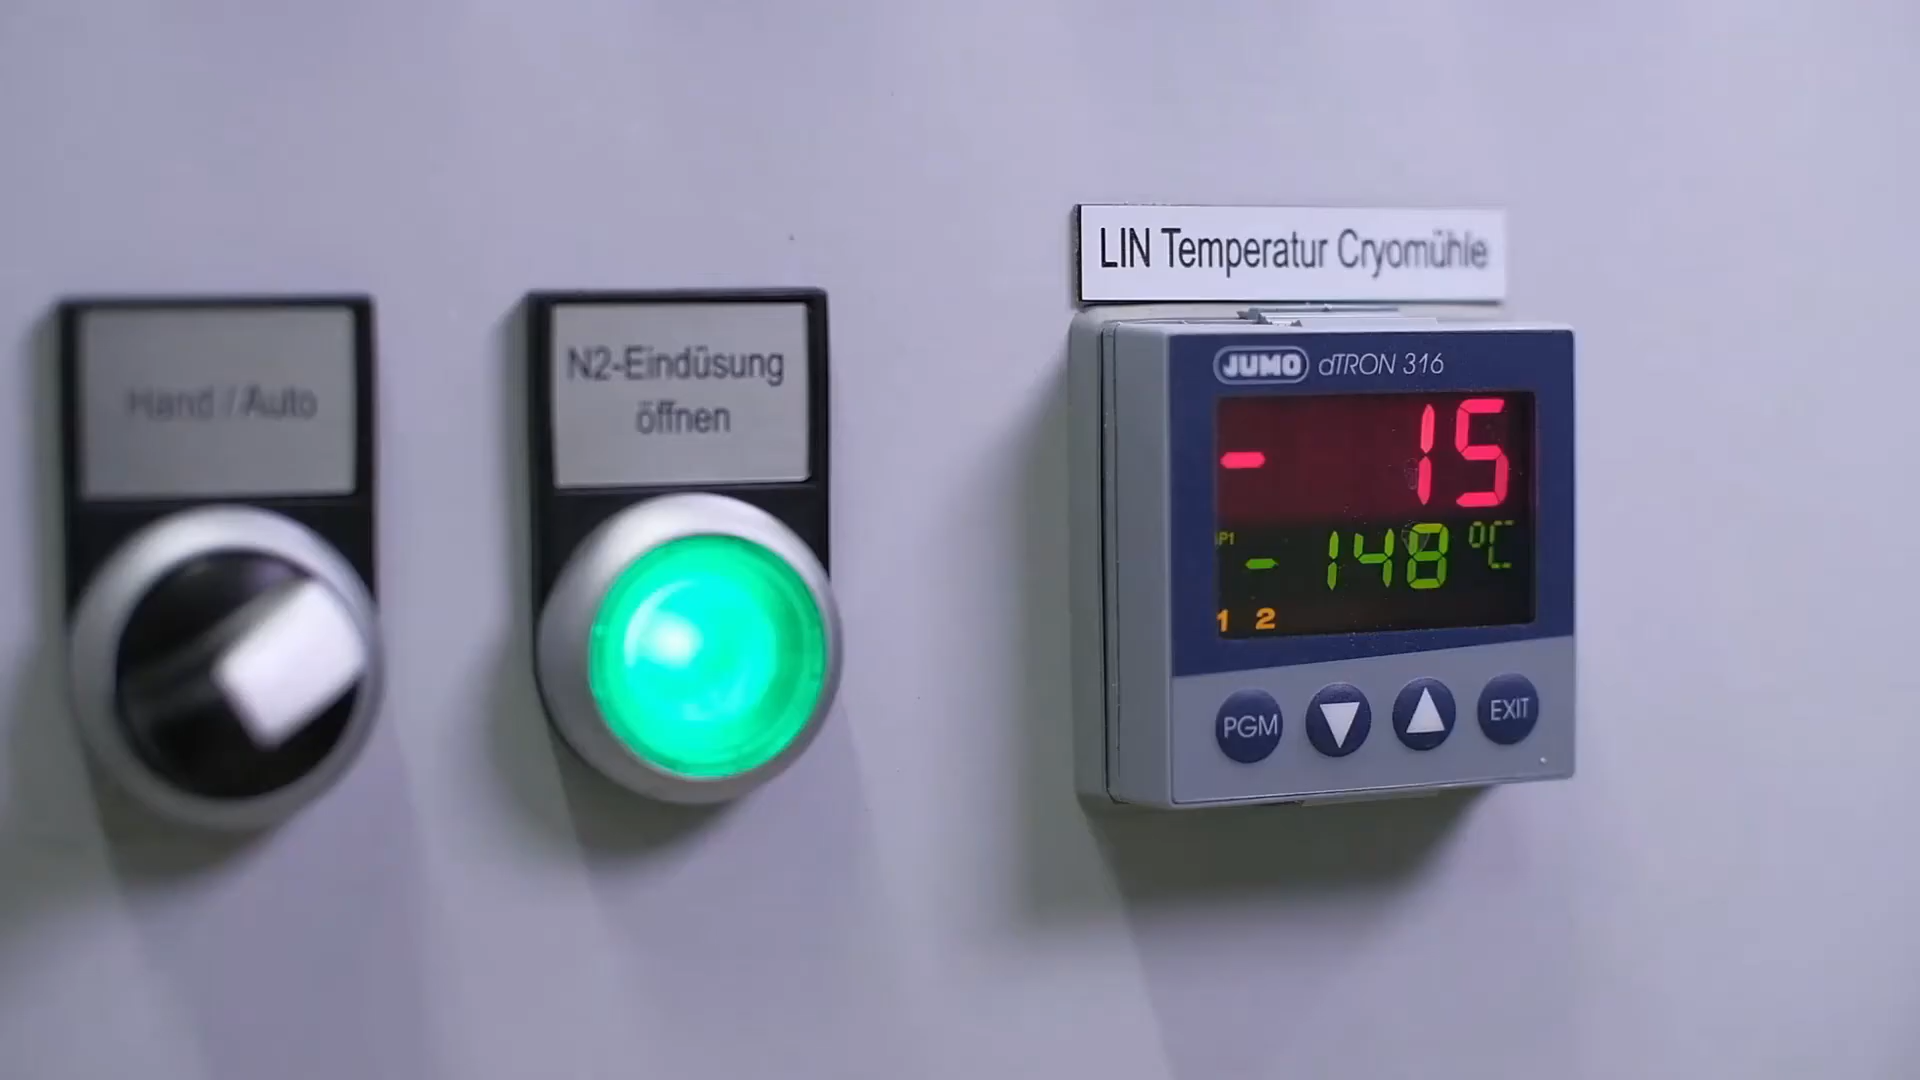 Hand / Auto
N2-Eindüsung
öffnen
LIN Temperatur Cryomühle
JUMO dTRON 316
- 15
SP1
- 148 °C
1 2
PGM
EXIT